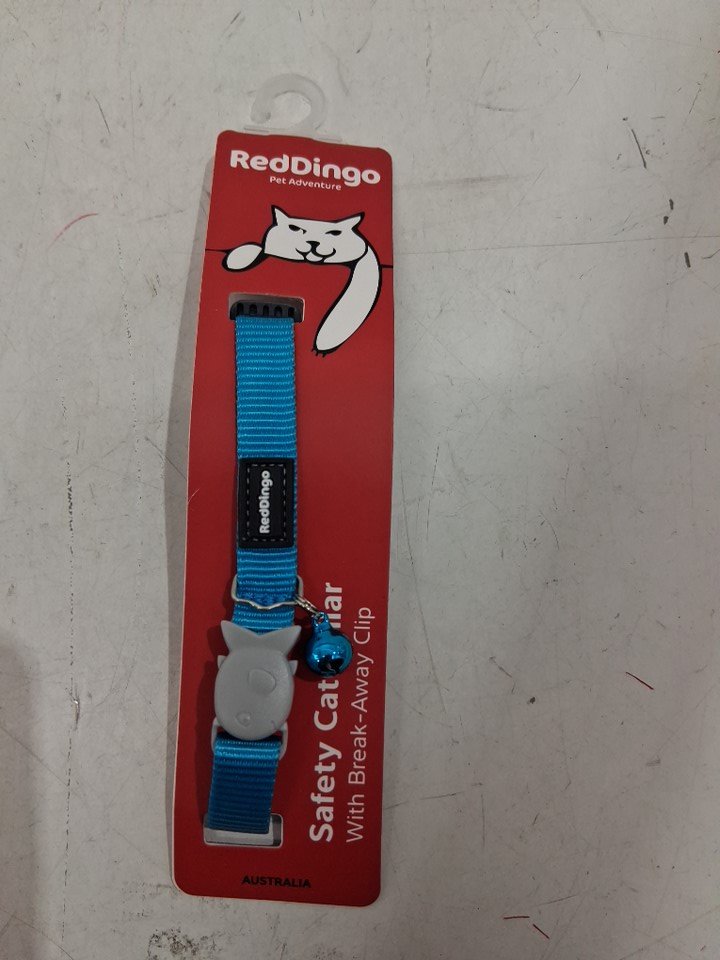 RedDingo
Pet Adventure
RedDingo
Safety Cat
With Break-Away Clip
AUSTRALIA